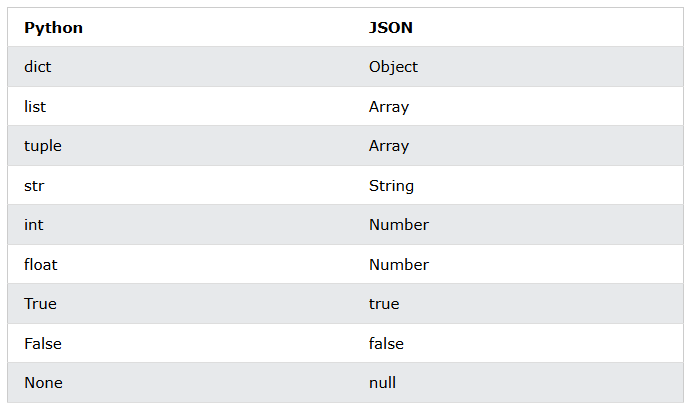 Python JSON
dict Object
list Array
tuple Array
str String
int Number
float Number
True true
False false
None null